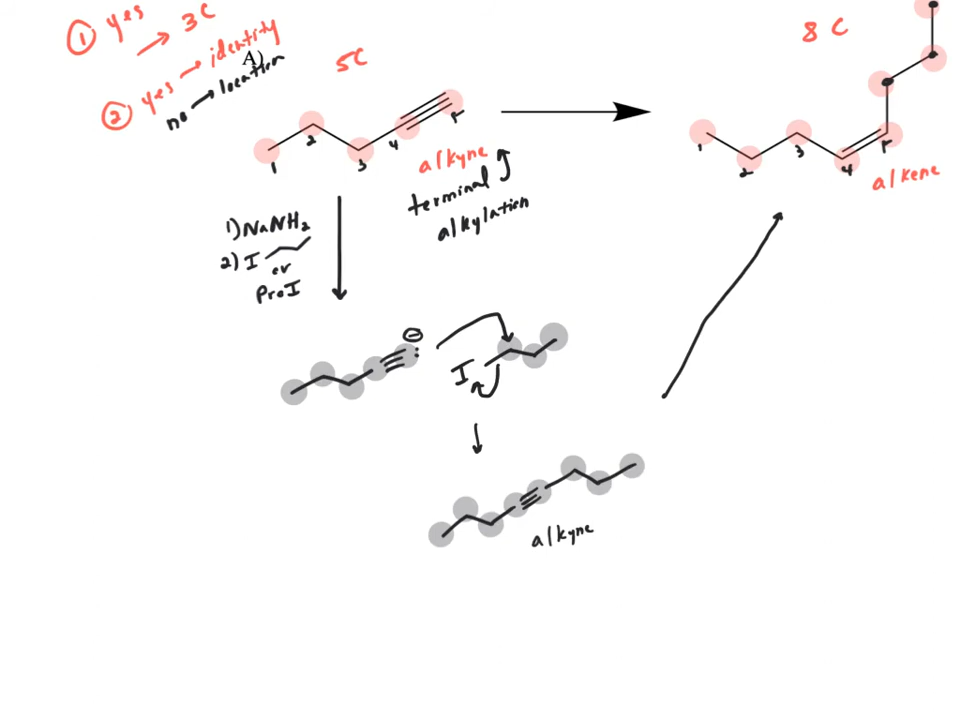 ① yes
→ 3C
② yes → identity
A)
no → location
5C
8 C
1 2 3 4 5
alkyne
terminal
alkylation
1 2 3 4 5
alkene
1) NaNH₂
2) I
or
PrI
⊖
:
I
alkyne